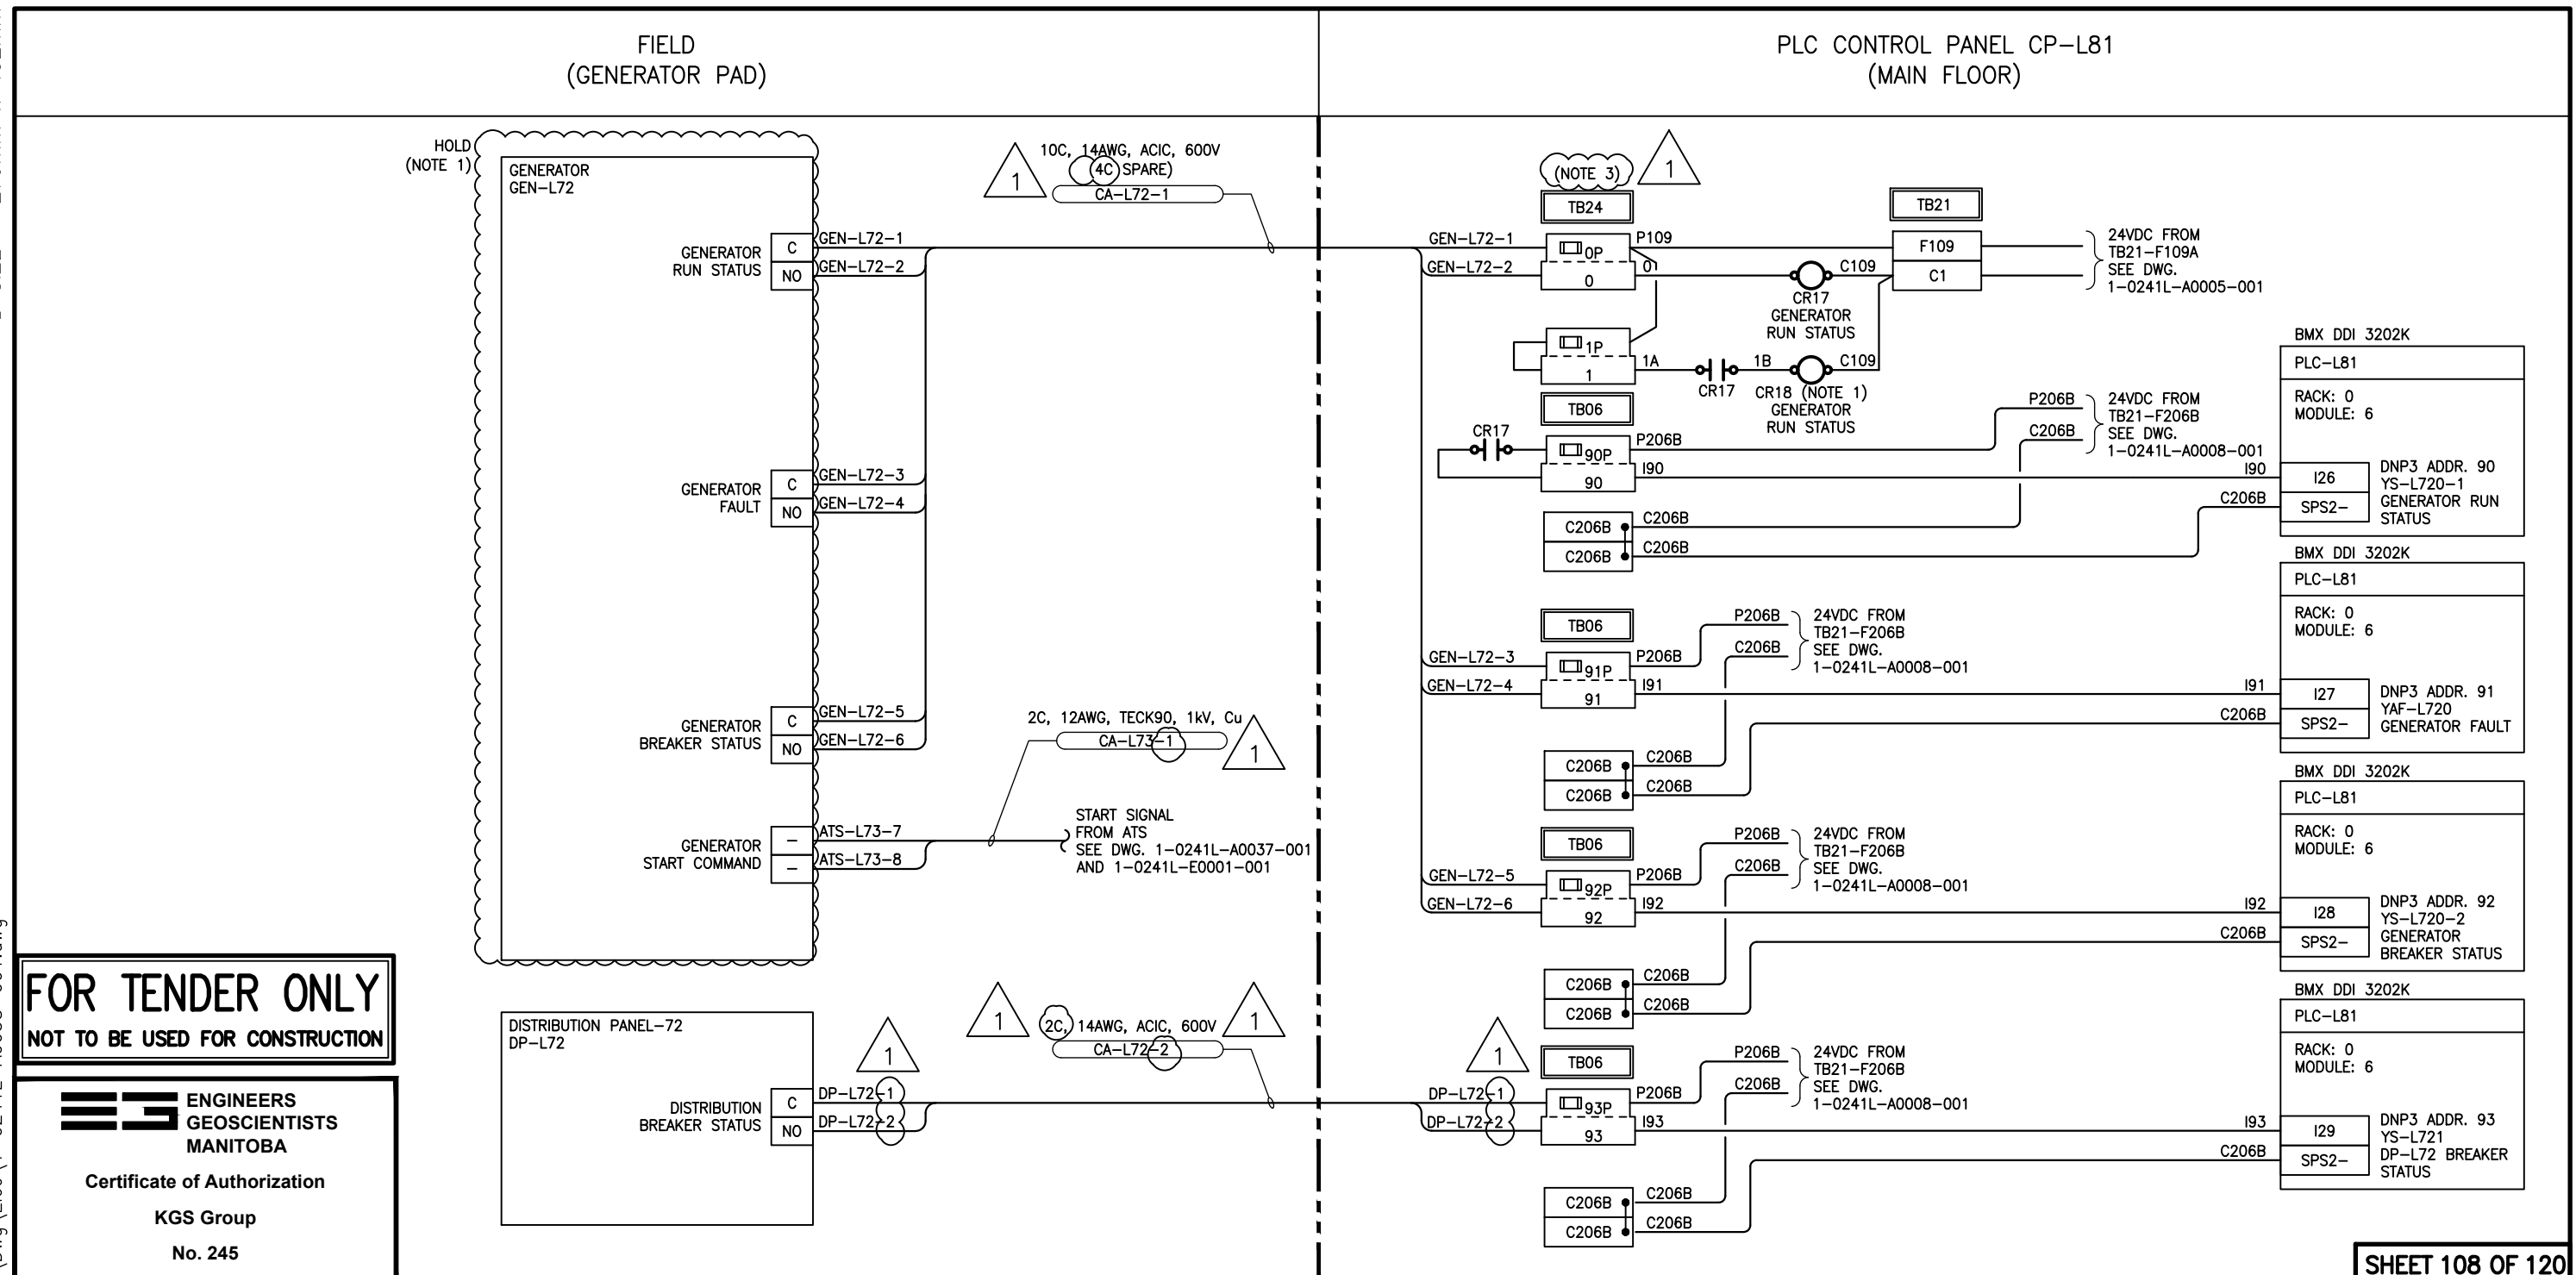 FIELD
(GENERATOR PAD)
PLC CONTROL PANEL CP-L81
(MAIN FLOOR)
HOLD
(NOTE 1)
GENERATOR
GEN-L72
GENERATOR
RUN STATUS
C
NO
GEN-L72-1
GEN-L72-2
GENERATOR
FAULT
C
NO
GEN-L72-3
GEN-L72-4
GENERATOR
BREAKER STATUS
C
NO
GEN-L72-5
GEN-L72-6
GENERATOR
START COMMAND
-
-
ATS-L73-7
ATS-L73-8
1
10C, 14AWG, ACIC, 600V
(4C SPARE)
CA-L72-1
2C, 12AWG, TECK90, 1kV, Cu
CA-L73-1
1
START SIGNAL
FROM ATS
SEE DWG. 1-0241L-A0037-001
AND 1-0241L-E0001-001
DISTRIBUTION PANEL-72
DP-L72
DISTRIBUTION
BREAKER STATUS
C
NO
DP-L72-1
DP-L72-2
1
1
2C, 14AWG, ACIC, 600V
CA-L72-2
1
(NOTE 3)
1
TB24
GEN-L72-1
GEN-L72-2
0P
0
P109
0
CR17
GENERATOR
RUN STATUS
C109
TB21
F109
C1
24VDC FROM
TB21-F109A
SEE DWG.
1-0241L-A0005-001
1P
1
1A
CR17
1B
C109
CR18 (NOTE 1)
GENERATOR
RUN STATUS
TB06
CR17
90P
90
P206B
I90
P206B
C206B
24VDC FROM
TB21-F206B
SEE DWG.
1-0241L-A0008-001
C206B
C206B
C206B
C206B
I90
C206B
BMX DDI 3202K
PLC-L81
RACK: 0
MODULE: 6
I26
SPS2-
DNP3 ADDR. 90
YS-L720-1
GENERATOR RUN
STATUS
TB06
GEN-L72-3
GEN-L72-4
91P
91
P206B
I91
P206B
C206B
24VDC FROM
TB21-F206B
SEE DWG.
1-0241L-A0008-001
C206B
C206B
C206B
C206B
I91
C206B
BMX DDI 3202K
PLC-L81
RACK: 0
MODULE: 6
I27
SPS2-
DNP3 ADDR. 91
YAF-L720
GENERATOR FAULT
TB06
GEN-L72-5
GEN-L72-6
92P
92
P206B
I92
P206B
C206B
24VDC FROM
TB21-F206B
SEE DWG.
1-0241L-A0008-001
C206B
C206B
C206B
C206B
I92
C206B
BMX DDI 3202K
PLC-L81
RACK: 0
MODULE: 6
I28
SPS2-
DNP3 ADDR. 92
YS-L720-2
GENERATOR
BREAKER STATUS
1
TB06
DP-L72-1
DP-L72-2
93P
93
P206B
I93
P206B
C206B
24VDC FROM
TB21-F206B
SEE DWG.
1-0241L-A0008-001
C206B
C206B
C206B
C206B
I93
C206B
BMX DDI 3202K
PLC-L81
RACK: 0
MODULE: 6
I29
SPS2-
DNP3 ADDR. 93
YS-L721
DP-L72 BREAKER
STATUS
FOR TENDER ONLY
NOT TO BE USED FOR CONSTRUCTION
ENGINEERS
GEOSCIENTISTS
MANITOBA
Certificate of Authorization
KGS Group
No. 245
SHEET 108 OF 120